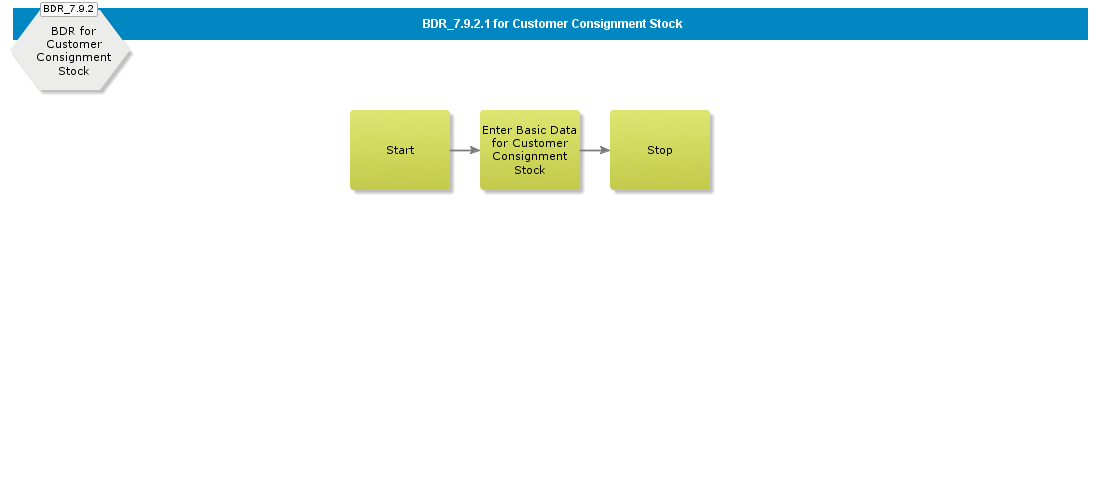 BDR_7.9.2
BDR for
Customer
Consignment
Stock
BDR_7.9.2.1 for Customer Consignment Stock
Start
Enter Basic Data
for Customer
Consignment
Stock
Stop